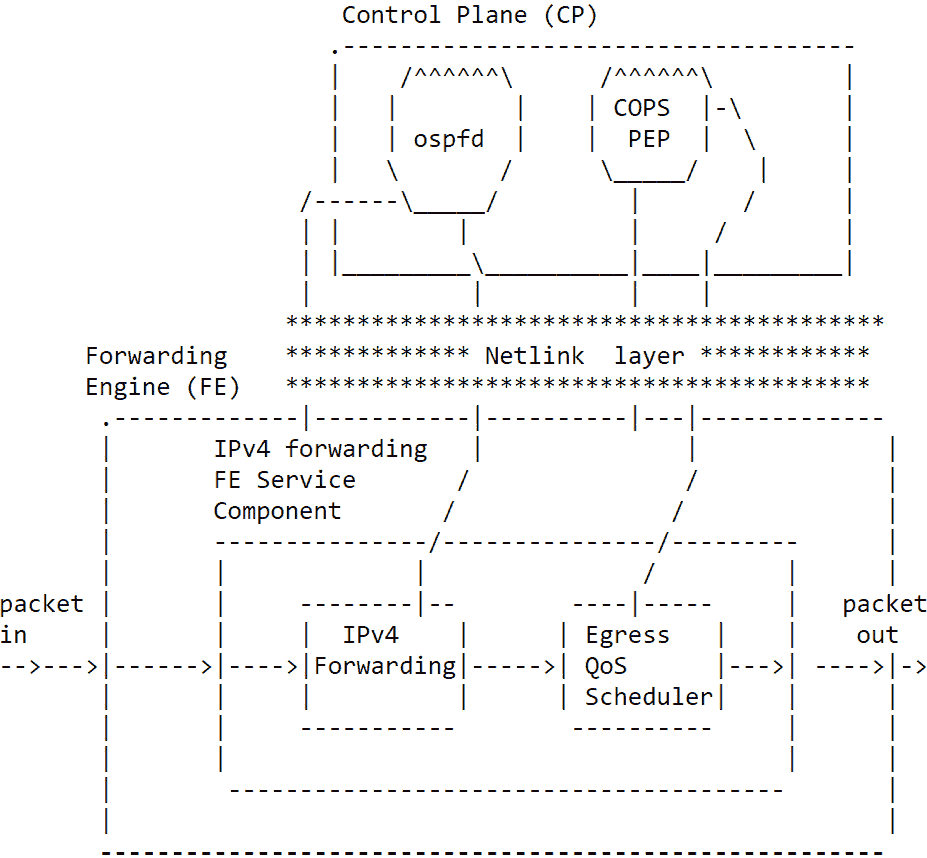 Control Plane (CP)
COPS
ospfd PEP
Forwarding Netlink layer
Engine (FE)
IPv4 forwarding
FE Service
Component
packet packet
in IPv4 Egress out
Forwarding QoS
Scheduler